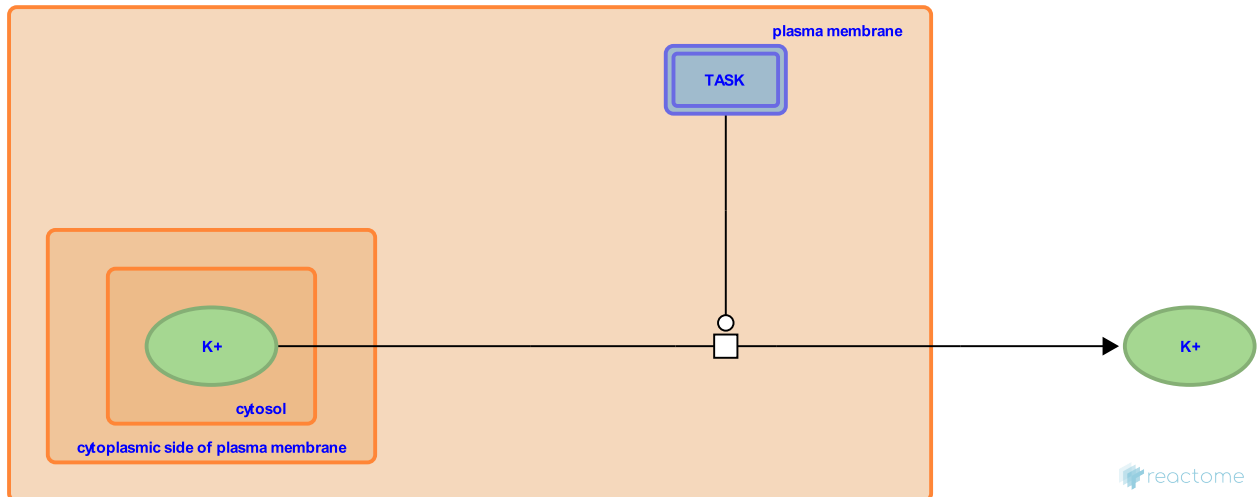 plasma membrane
TASK
K+
K+
cytosol
cytoplasmic side of plasma membrane
reactome